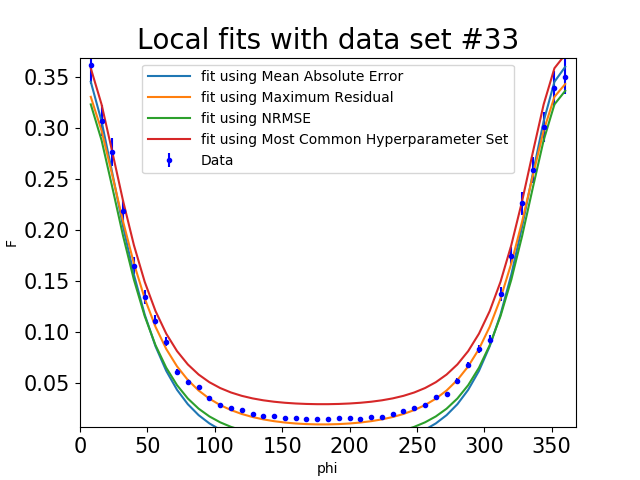 Local fits with data set #33
fit using Mean Absolute Error
fit using Maximum Residual
fit using NRMSE
fit using Most Common Hyperparameter Set
Data
F
0.35
0.30
0.25
0.20
0.15
0.10
0.05
0 50 100 150 200 250 300 350
phi